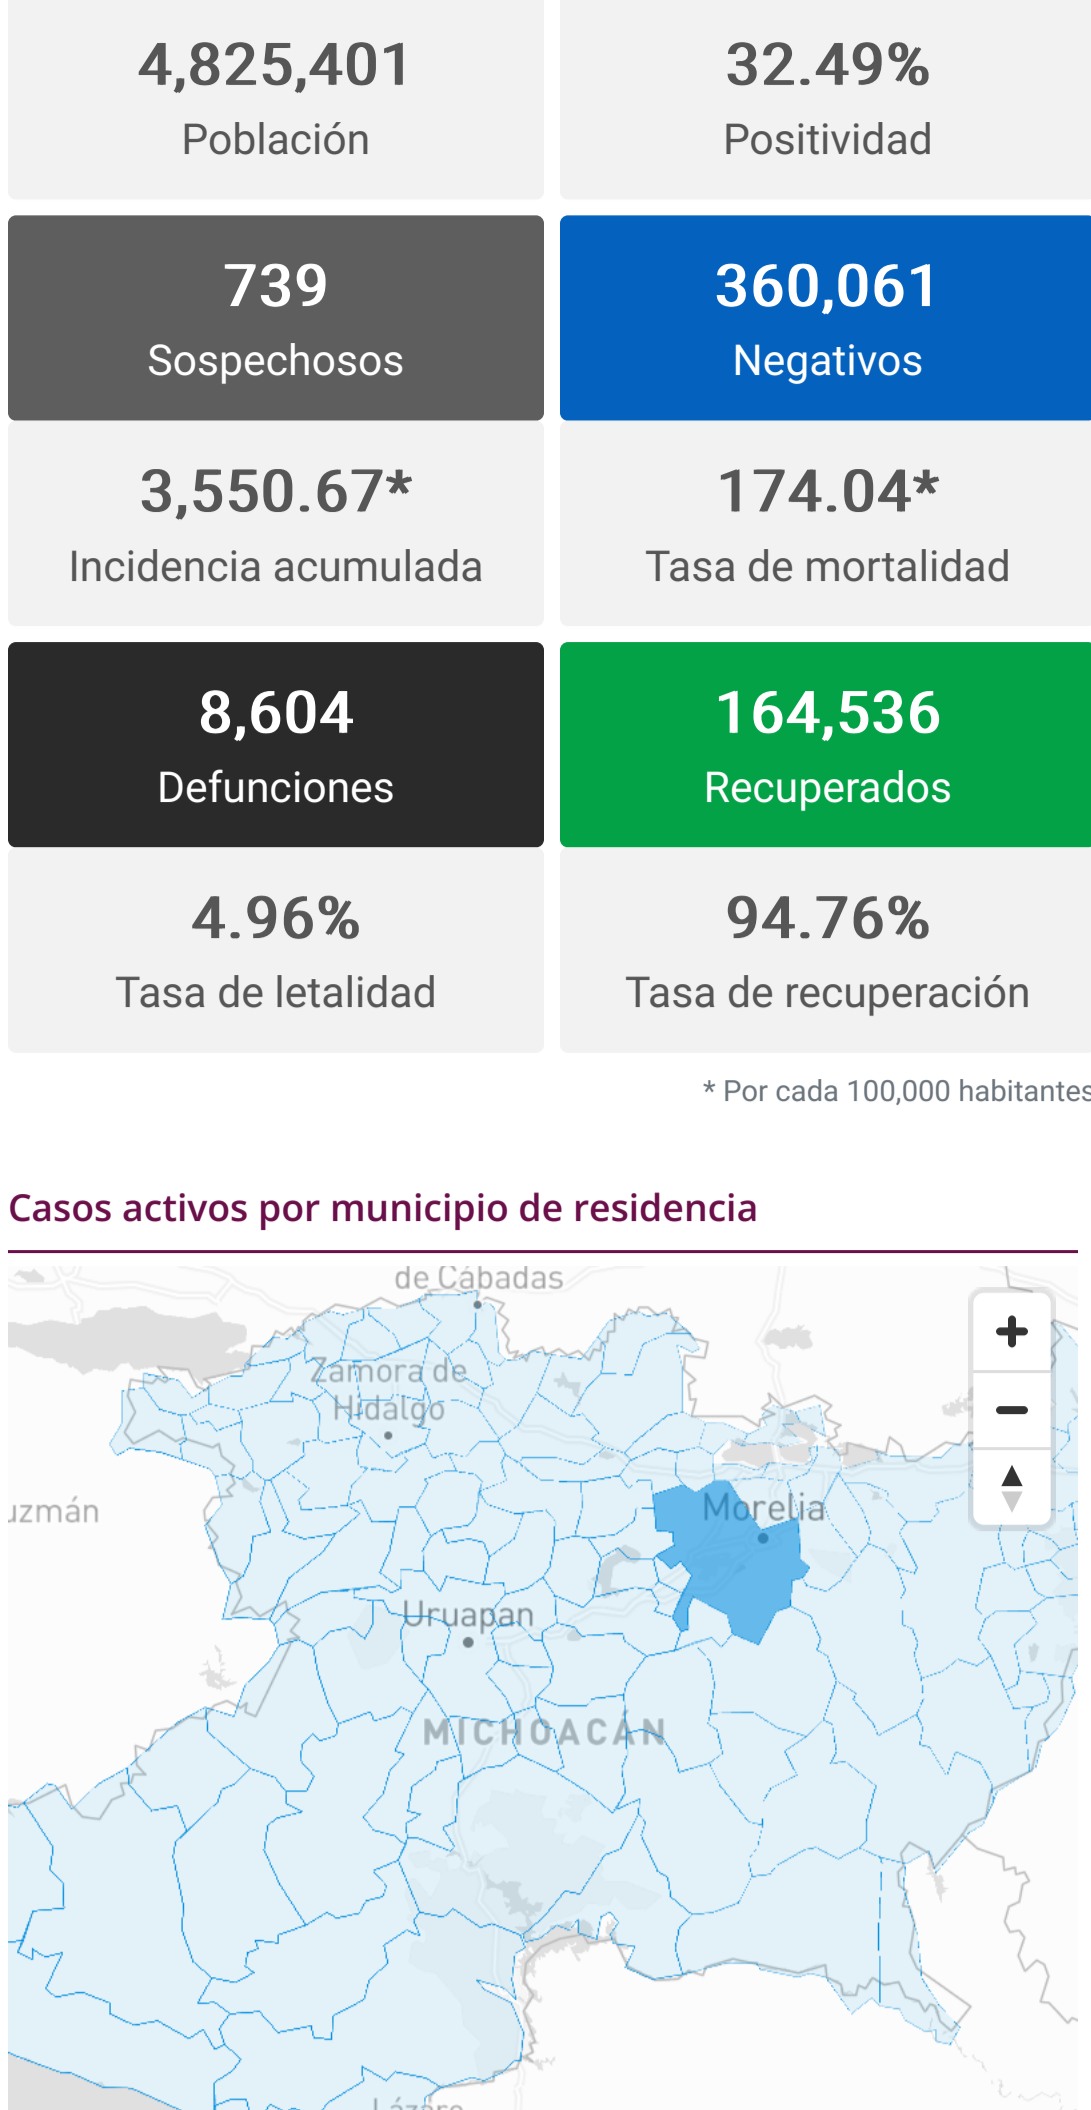 4,825,401
Población
32.49%
Positividad
739
Sospechosos
360,061
Negativos
3,550.67*
Incidencia acumulada
174.04*
Tasa de mortalidad
8,604
Defunciones
164,536
Recuperados
4.96%
Tasa de letalidad
94.76%
Tasa de recuperación
* Por cada 100,000 habitantes
Casos activos por municipio de residencia
de Cabadas
Zamora de
Hidalgo
uzmán
Morelia
Uruapan
MICHOACÁN
Lázaro